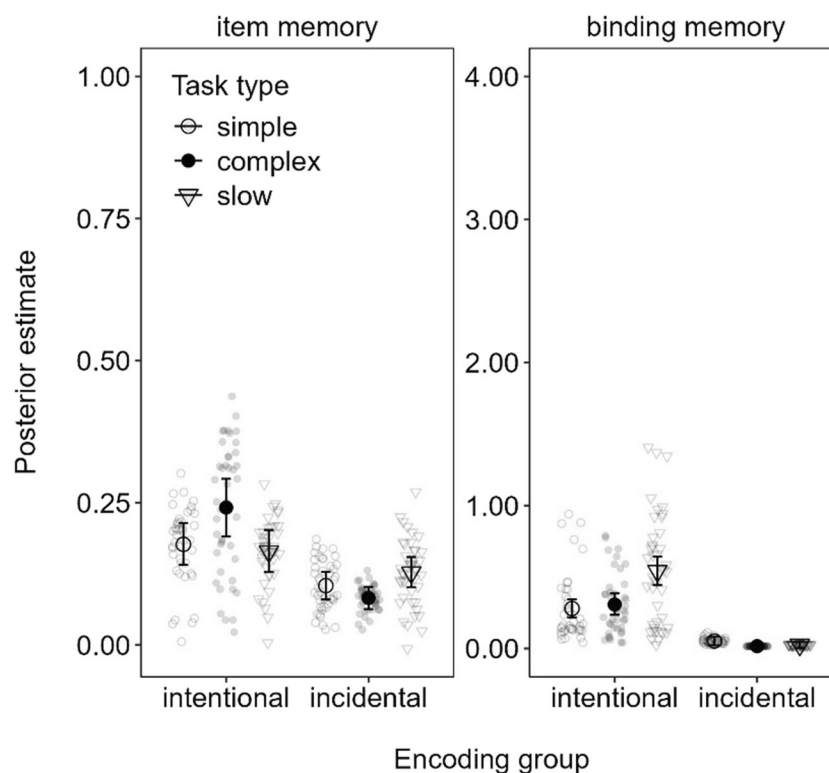 item memory
binding memory
Task type
simple
complex
slow
1.00
0.75
0.50
0.25
0.00
4.00
3.00
2.00
1.00
0.00
Posterior estimate
intentional incidental
intentional incidental
Encoding group